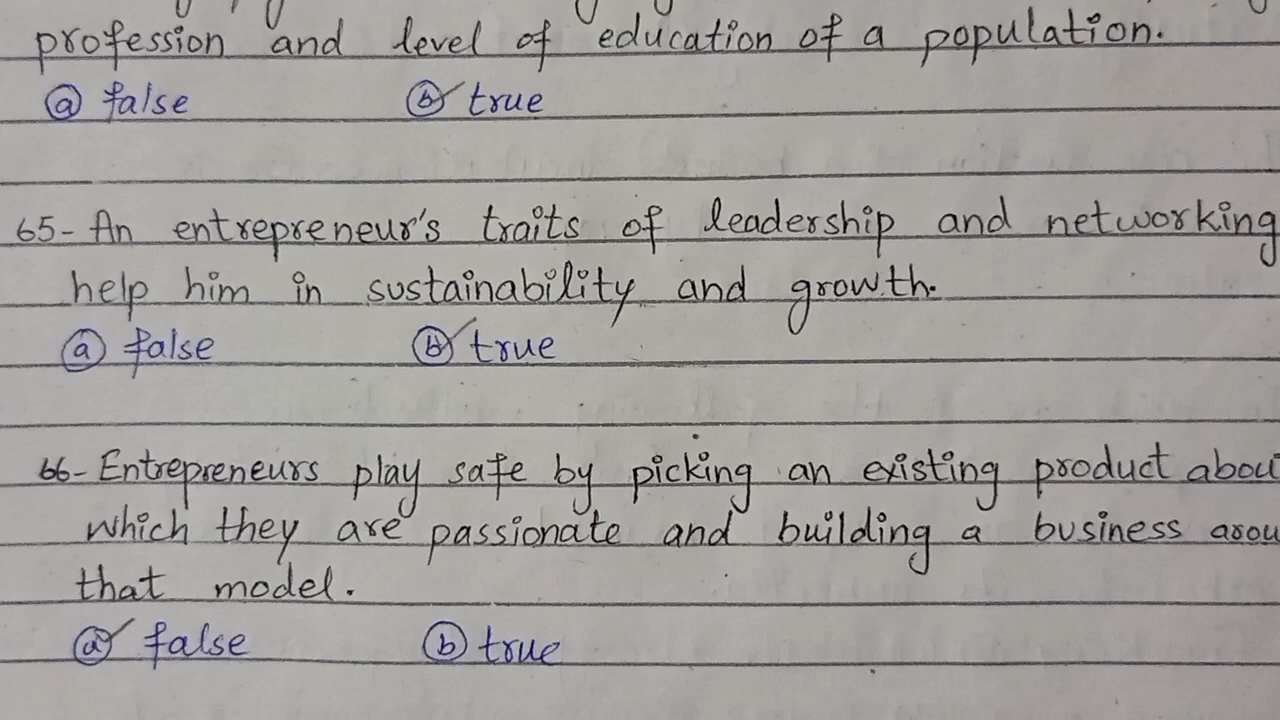 profession and level of education of a population.
ⓐ false ⓑ✓ true
65- An entrepreneur's traits of leadership and networking
help him in sustainability and growth.
ⓐ false ⓑ✓ true
66- Entrepreneurs play safe by picking an existing product abou
which they are passionate and building a business arou
that model.
ⓐ✓ false ⓑ true